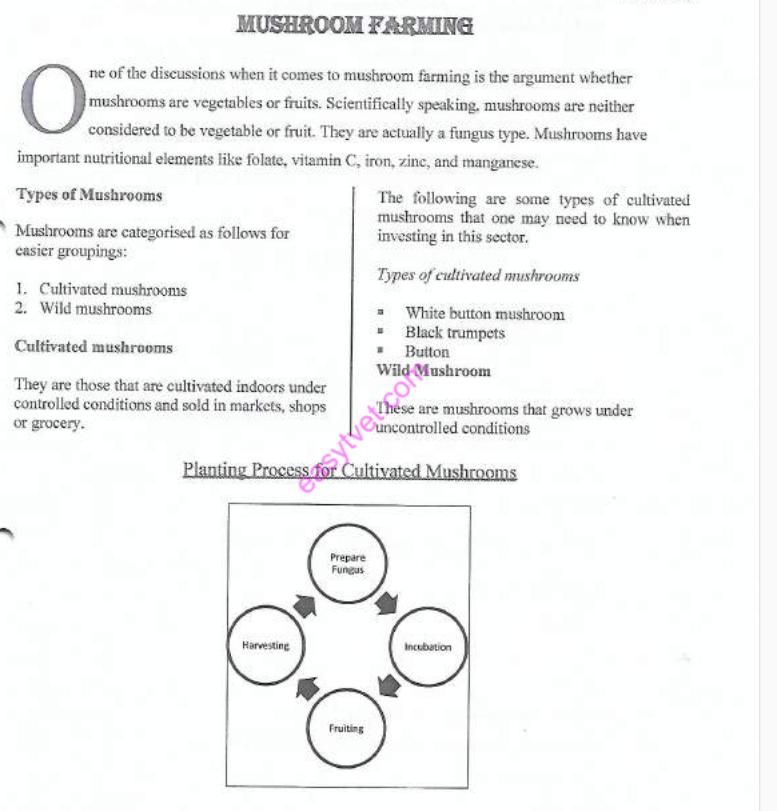 MUSHROOM FARMING
One of the discussions when it comes to mushroom farming is the argument whether
mushrooms are vegetables or fruits. Scientifically speaking, mushrooms are neither
considered to be vegetable or fruit. They are actually a fungus type. Mushrooms have
important nutritional elements like folate, vitamin C, iron, zinc, and manganese.
Types of Mushrooms
Mushrooms are categorised as follows for
easier groupings:
1. Cultivated mushrooms
2. Wild mushrooms
Cultivated mushrooms
They are those that are cultivated indoors under
controlled conditions and sold in markets, shops
or grocery.
The following are some types of cultivated
mushrooms that one may need to know when
investing in this sector.
Types of cultivated mushrooms
▪ White button mushroom
▪ Black trumpets
▪ Button
Wild Mushroom
These are mushrooms that grows under
uncontrolled conditions
easytvet.com
Planting Process for Cultivated Mushrooms
Prepare
Fungus
Harvesting
Incubation
Fruiting